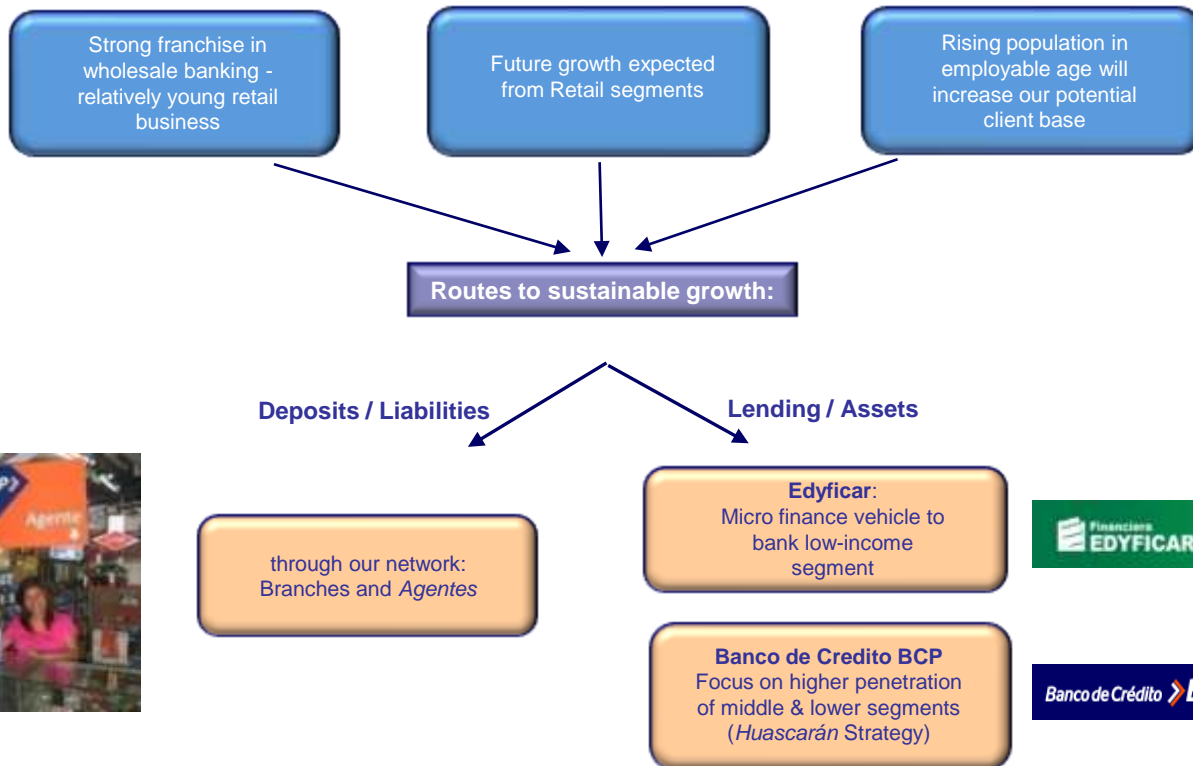 Strong franchise in
wholesale banking -
relatively young retail
business
Future growth expected
from Retail segments
Rising population in
employable age will
increase our potential
client base
Routes to sustainable growth:
Deposits / Liabilities
Lending / Assets
Agente
through our network:
Branches and Agentes
Edyficar:
Micro finance vehicle to
bank low-income
segment
Financiera
EDYFICAR
Banco de Credito BCP
Focus on higher penetration
of middle & lower segments
(Huascarán Strategy)
Banco de Crédito